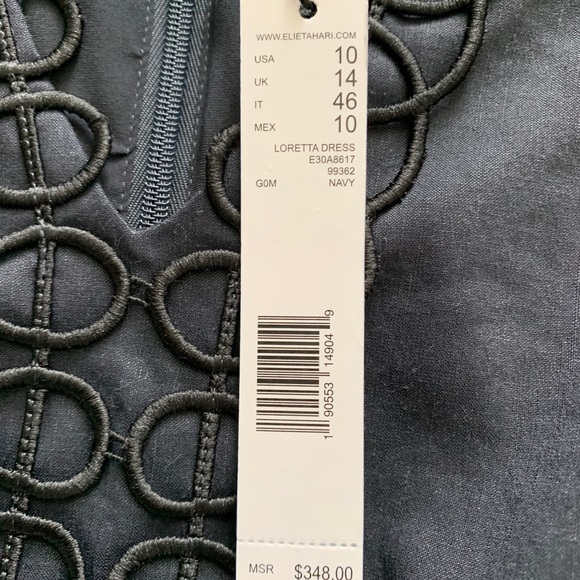 WWW.ELIETAHARI.COM
USA 10
UK 14
IT 46
MEX 10
LORETTA DRESS
E30A8617
99362
G0M NAVY
1 90553 14904 9
MSR $348.00